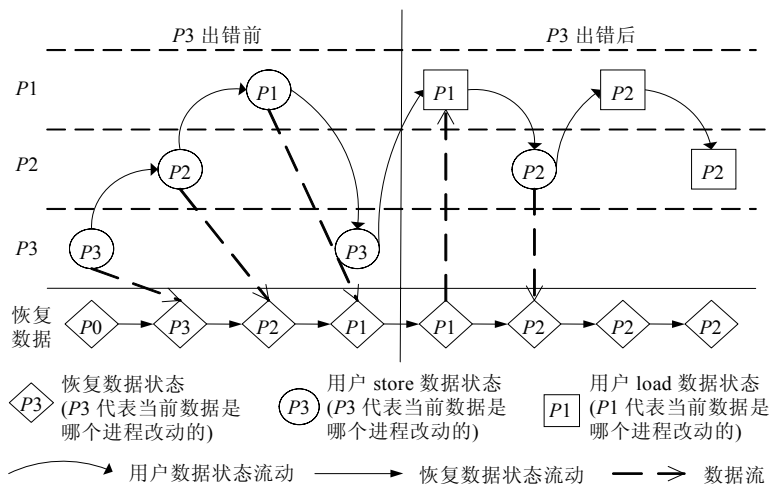 P3 出错前 P3 出错后
P1 P1 P1 P2
P2 P2 P2 P2
P3 P3 P3
恢复
数据 P0 P3 P2 P1 P1 P2 P2 P2
P3 恢复数据状态
(P3 代表当前数据是
哪个进程改动的)
P3 用户 store 数据状态
(P3 代表当前数据是
哪个进程改动的)
P1 用户 load 数据状态
(P1 代表当前数据是
哪个进程改动的)
用户数据状态流动 恢复数据状态流动 数据流